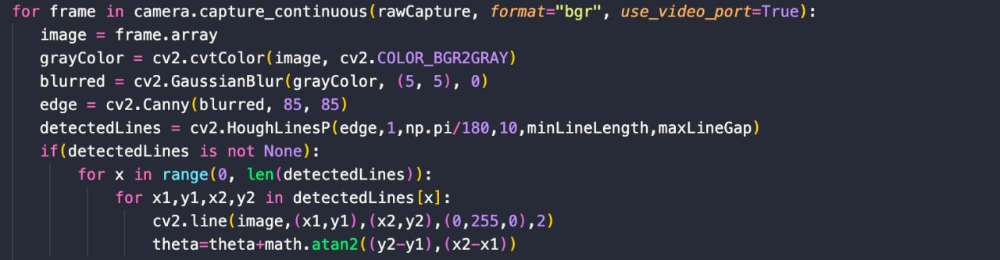 for frame in camera.capture_continuous(rawCapture, format="bgr", use_video_port=True):
    image = frame.array
    grayColor = cv2.cvtColor(image, cv2.COLOR_BGR2GRAY)
    blurred = cv2.GaussianBlur(grayColor, (5, 5), 0)
    edge = cv2.Canny(blurred, 85, 85)
    detectedLines = cv2.HoughLinesP(edge,1,np.pi/180,10,minLineLength,maxLineGap)
    if(detectedLines is not None):
        for x in range(0, len(detectedLines)):
            for x1,y1,x2,y2 in detectedLines[x]:
                cv2.line(image,(x1,y1),(x2,y2),(0,255,0),2)
                theta=theta+math.atan2((y2-y1),(x2-x1))